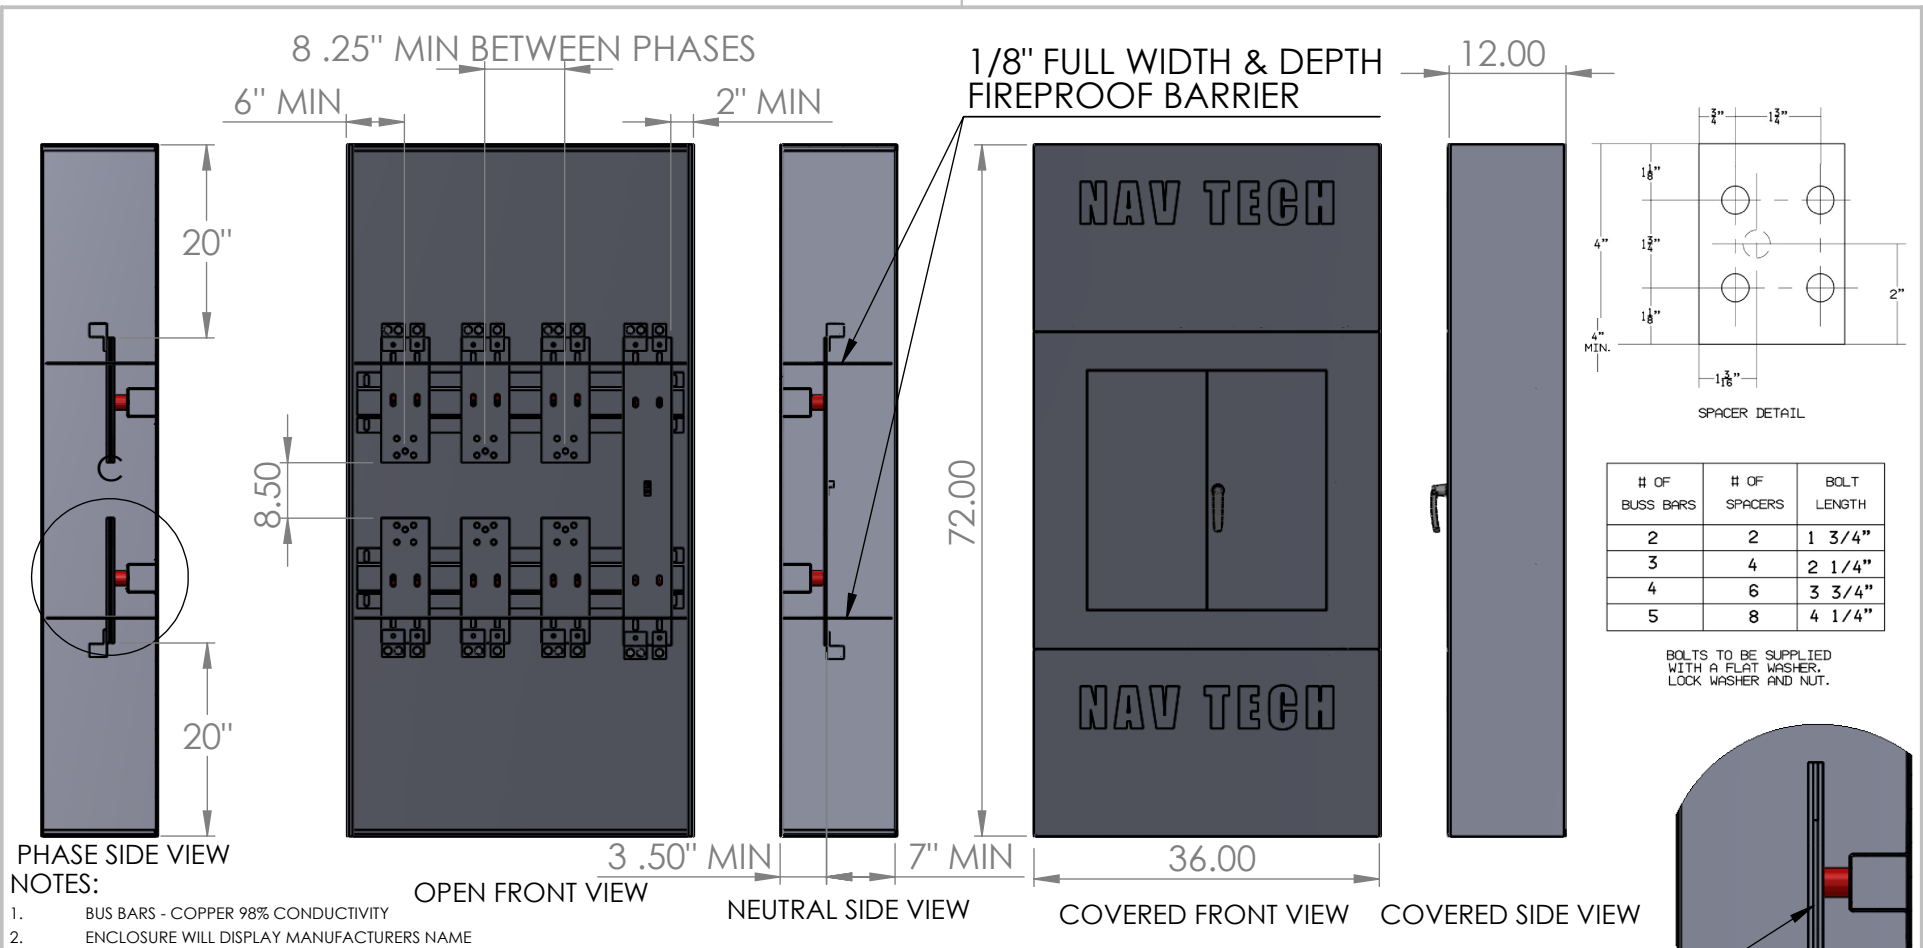 8 .25" MIN BETWEEN PHASES
6" MIN
2" MIN
1/8" FULL WIDTH & DEPTH
FIREPROOF BARRIER
12.00
20"
20"
8.50
C
72.00
NAV TECH
NAV TECH
36.00
3 .50" MIN
7" MIN
3/4"
1 3/4"
1 1/8"
4"
1 3/4"
2"
1 1/8"
4"
MIN.
1 3/16"
SPACER DETAIL
# OF BUSS BARS # OF SPACERS BOLT LENGTH
2 2 1 3/4"
3 4 2 1/4"
4 6 3 3/4"
5 8 4 1/4"
BOLTS TO BE SUPPLIED
WITH A FLAT WASHER.
LOCK WASHER AND NUT.
PHASE SIDE VIEW
OPEN FRONT VIEW
NEUTRAL SIDE VIEW
COVERED FRONT VIEW
COVERED SIDE VIEW
NOTES:
1. BUS BARS - COPPER 98% CONDUCTIVITY
2. ENCLOSURE WILL DISPLAY MANUFACTURERS NAME